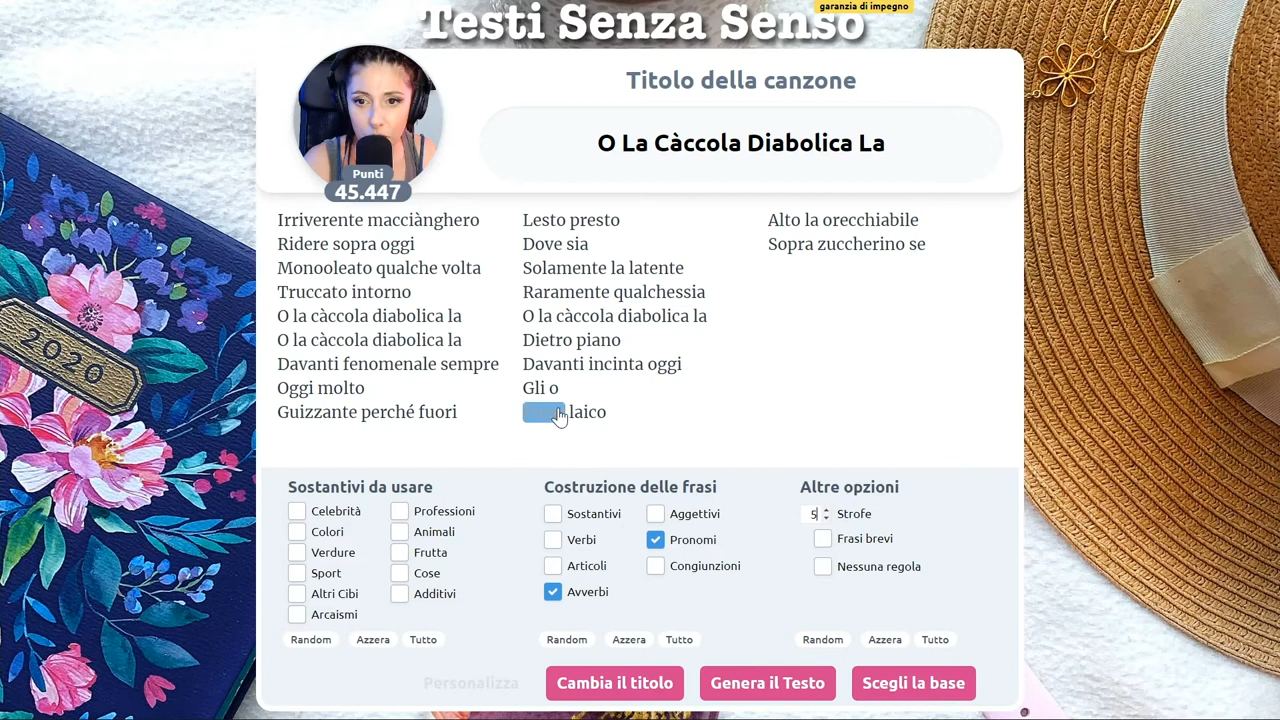 garanzia di impegno
Testi Senza Senso
Titolo della canzone
O La Càccola Diabolica La
Punti
45.447
Irriverente macciànghero
Ridere sopra oggi
Monooleato qualche volta
Truccato intorno
O la càccola diabolica la
O la càccola diabolica la
Davanti fenomenale sempre
Oggi molto
Guizzante perché fuori
Lesto presto
Dove sia
Solamente la latente
Raramente qualchessia
O la càccola diabolica la
Dietro piano
Davanti incinta oggi
Gli o
laico
Alto la orecchiabile
Sopra zuccherino se
2020
Sostantivi da usare
Celebrità
Colori
Verdure
Sport
Altri Cibi
Arcaismi
Professioni
Animali
Frutta
Cose
Additivi
Random Azzera Tutto
Costruzione delle frasi
Sostantivi
Verbi
Articoli
Avverbi
Aggettivi
Pronomi
Congiunzioni
Random Azzera Tutto
Altre opzioni
5 Strofe
Frasi brevi
Nessuna regola
Random Azzera Tutto
Personalizza
Cambia il titolo
Genera il Testo
Scegli la base